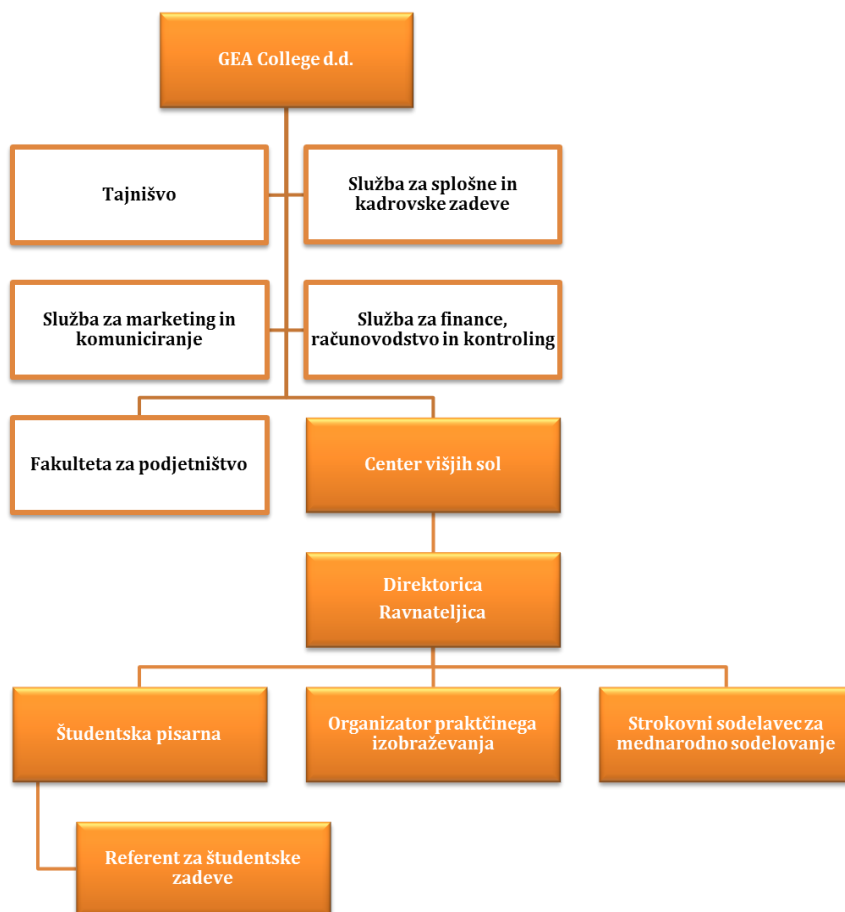 GEA College d.d.
Tajnišvo
Služba za splošne in
kadrovske zadeve
Služba za marketing in
komuniciranje
Služba za finance,
računovodstvo in kontroling
Fakulteta za podjetništvo
Center višjih sol
Direktorica
Ravnateljica
Študentska pisarna
Organizator praktčinega
izobraževanja
Strokovni sodelavec za
mednarodno sodelovanje
Referent za študentske
zadeve